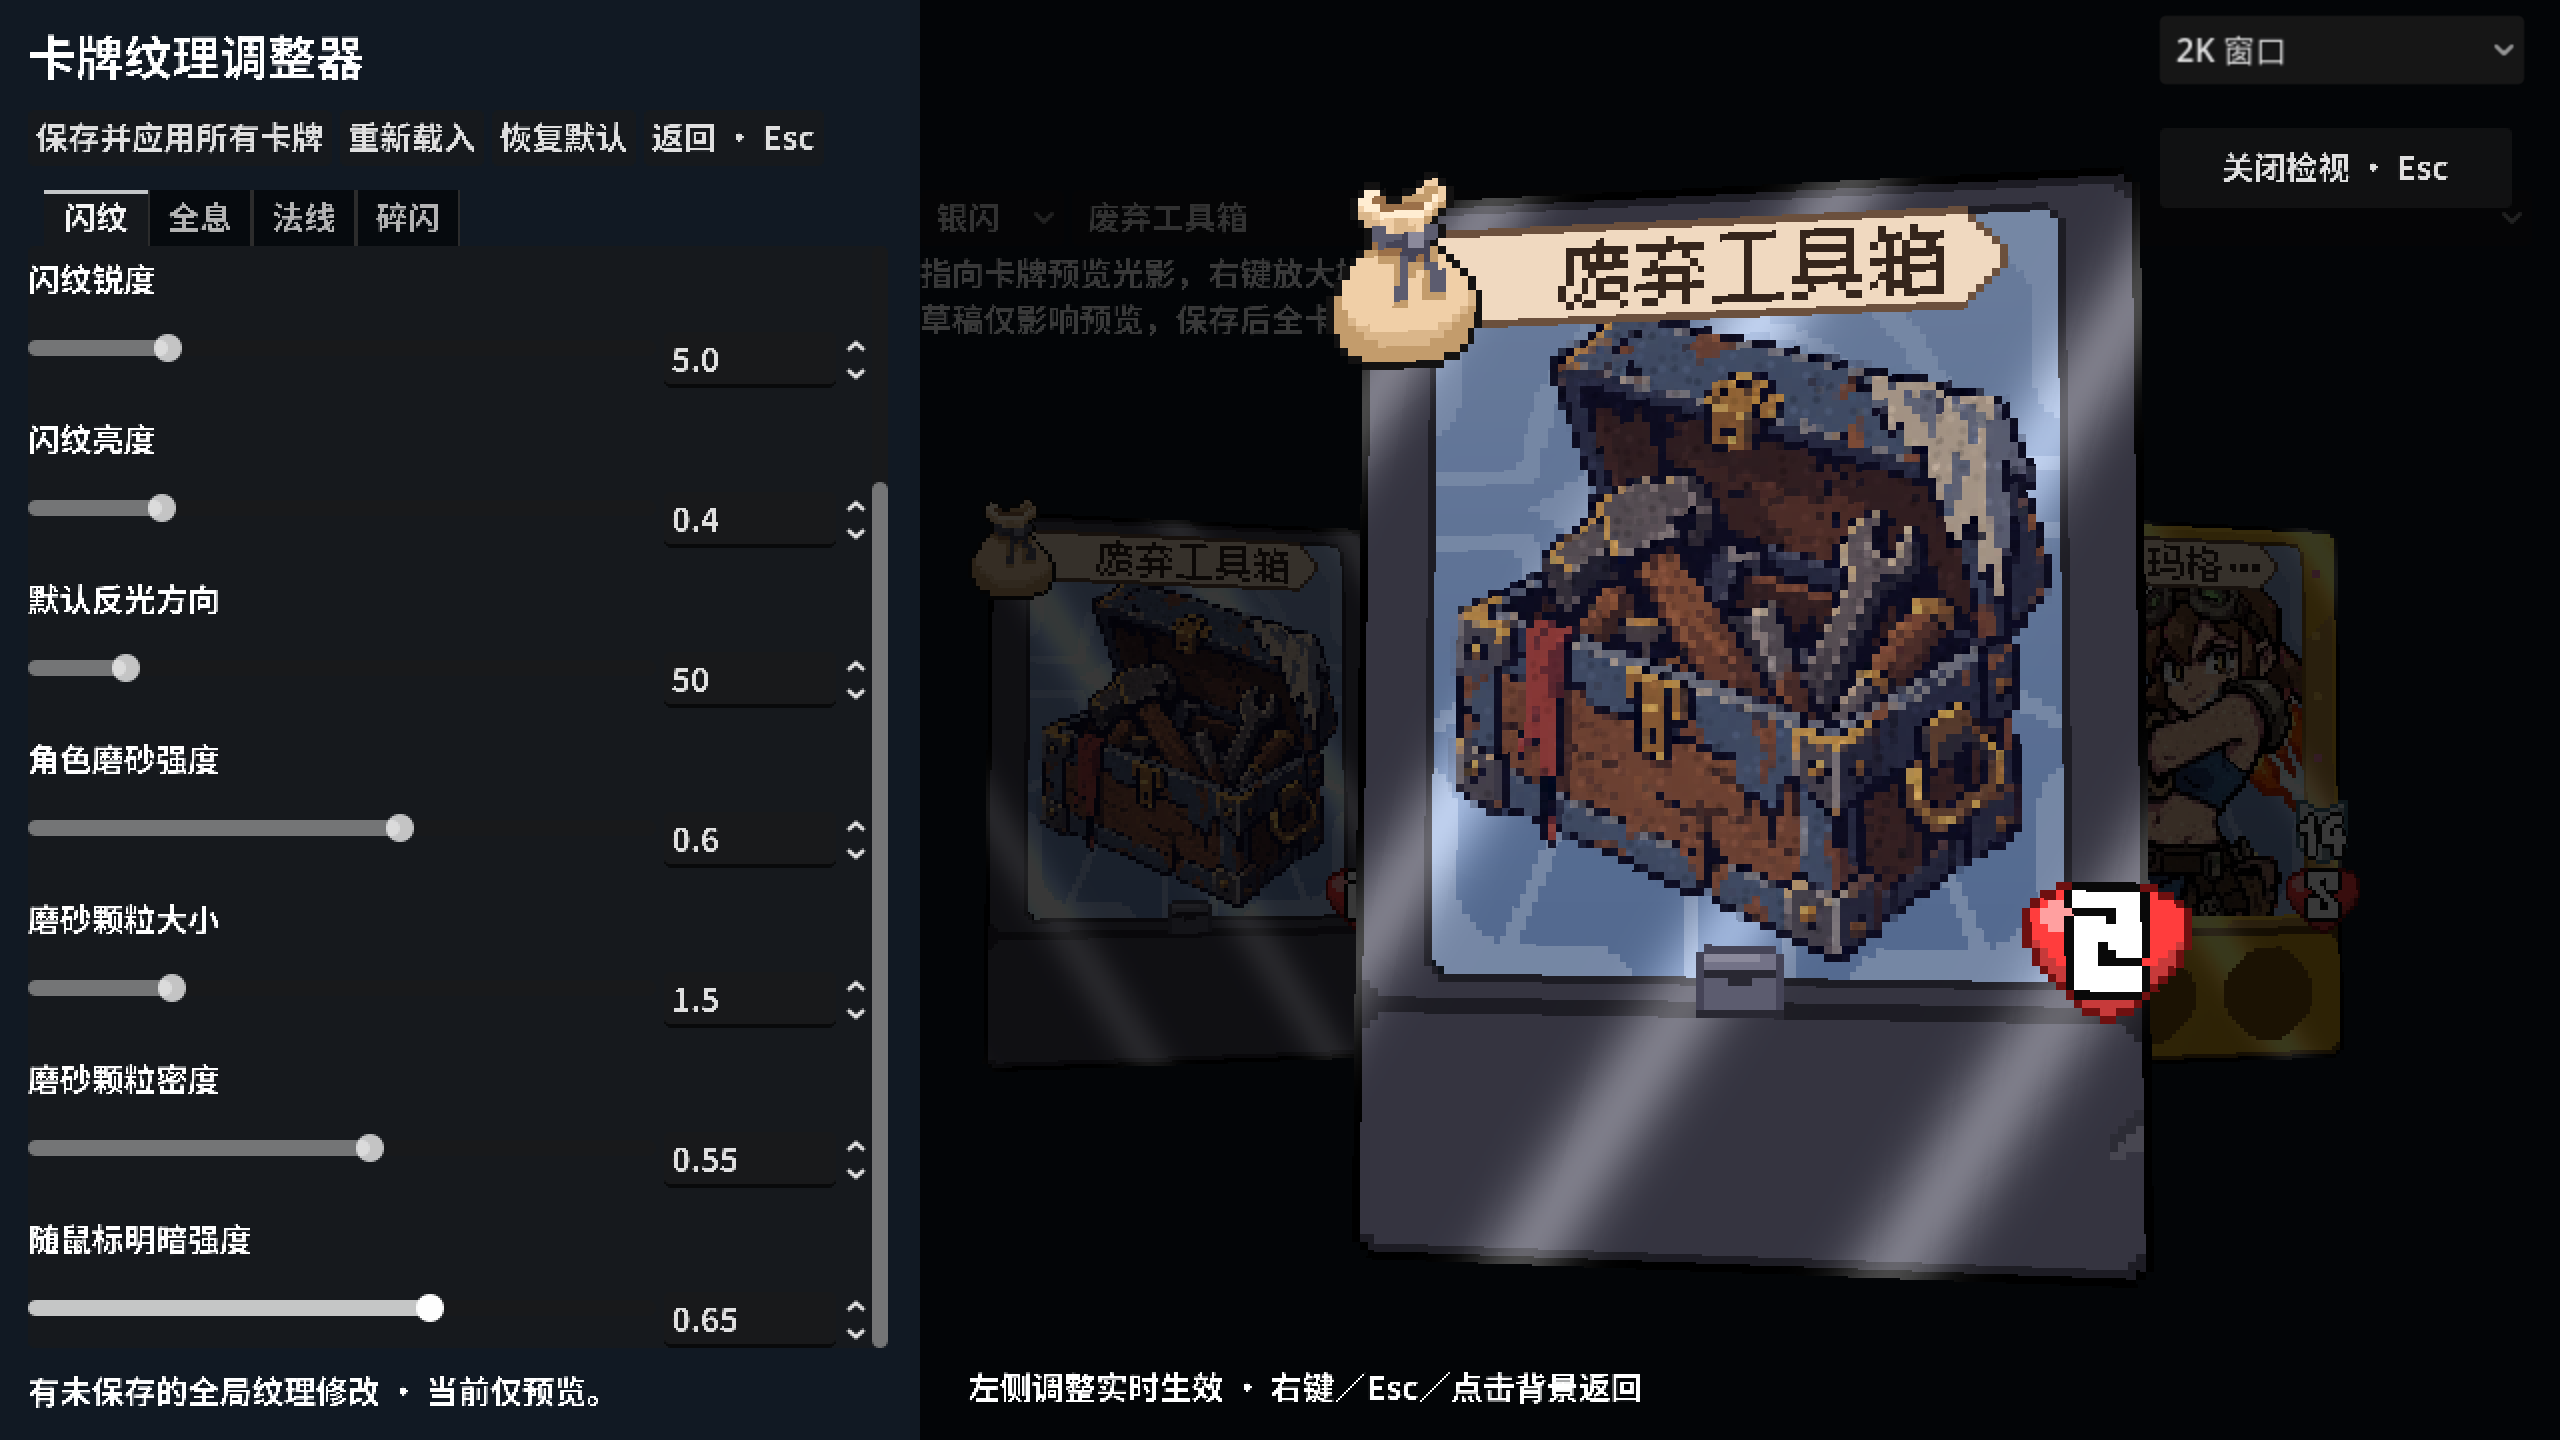 卡牌纹理调整器
保存并应用所有卡牌 重新载入 恢复默认 返回 · Esc
闪纹 全息 法线 碎闪
闪纹锐度
5.0
闪纹亮度
0.4
默认反光方向
50
角色磨砂强度
0.6
磨砂颗粒大小
1.5
磨砂颗粒密度
0.55
随鼠标明暗强度
0.65
有未保存的全局纹理修改 · 当前仅预览。
2K 窗口
关闭检视 · Esc
银闪 废弃工具箱
指向卡牌预览光影，右键放大
草稿仅影响预览，保存后全卡
废弃工具箱
2
废弃工具箱
玛格…
14
左侧调整实时生效 · 右键／Esc／点击背景返回